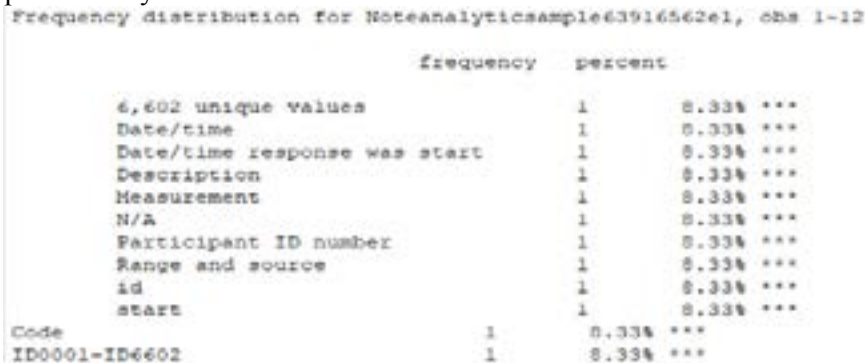 Frequency distribution for Noteanalyticsample63916562e1, obs 1-12
frequency percent
6,602 unique values 1 8.33% ***
Date/time 1 8.33% ***
Date/time response was start 1 8.33% ***
Description 1 8.33% ***
Measurement 1 8.33% ***
N/A 1 8.33% ***
Participant ID number 1 8.33% ***
Range and source 1 8.33% ***
id 1 8.33% ***
start 1 8.33% ***
Code 1 8.33% ***
ID0001-ID6602 1 8.33% ***